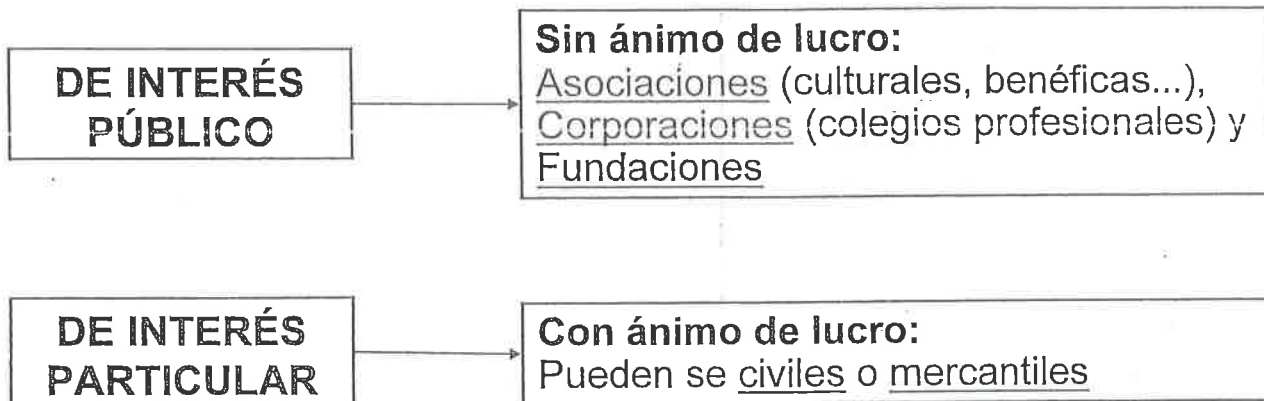 DE INTERÉS
PÚBLICO
Sin ánimo de lucro:
Asociaciones (culturales, benéficas...),
Corporaciones (colegios profesionales) y
Fundaciones
DE INTERÉS
PARTICULAR
Con ánimo de lucro:
Pueden se civiles o mercantiles